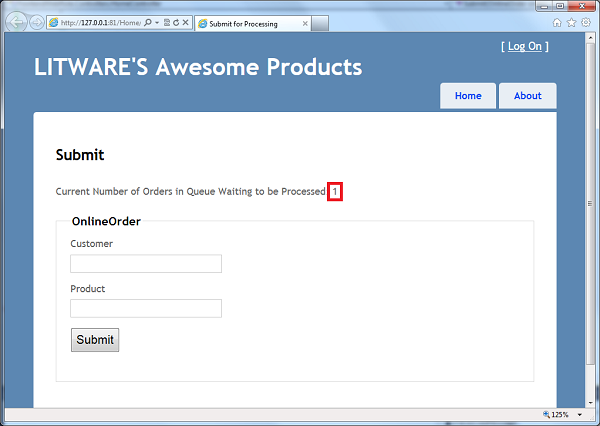 http://127.0.0.1:81/Home/
Submit for Processing
[ Log On ]
LITWARE'S Awesome Products
Home
About
Submit
Current Number of Orders in Queue Waiting to be Processed 1
OnlineOrder
Customer
Product
Submit
125%